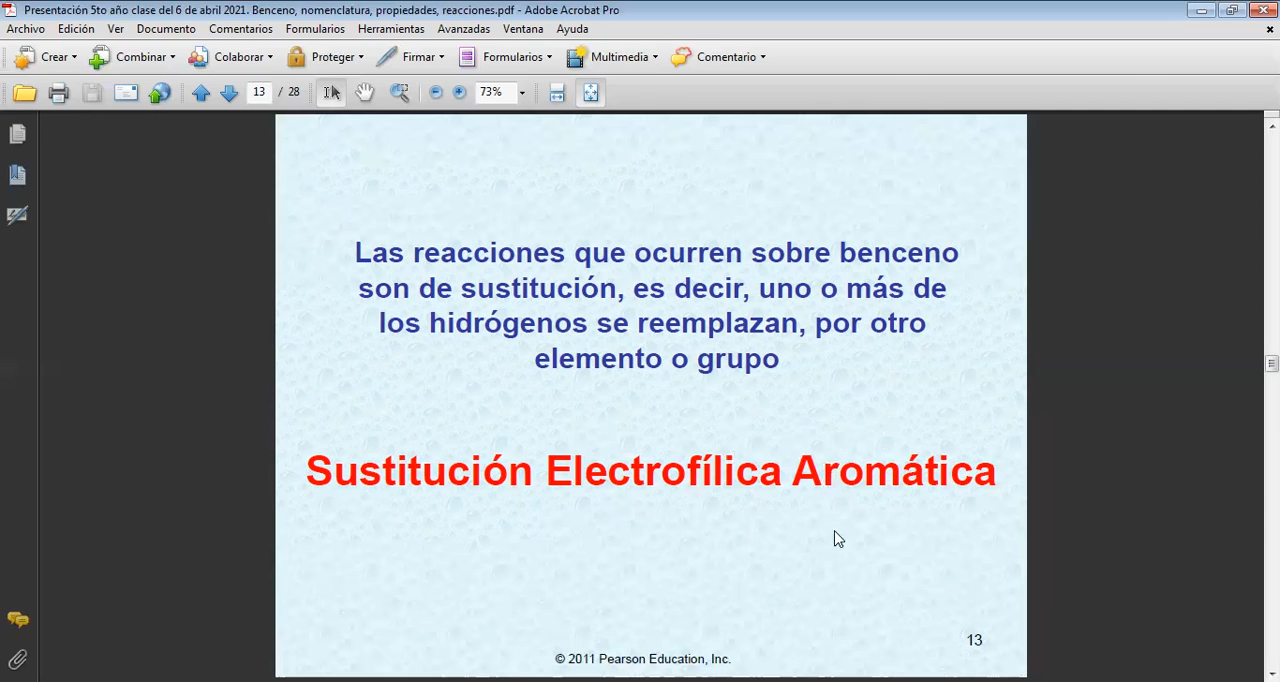 Presentación 5to año clase del 6 de abril 2021. Benceno, nomenclatura, propiedades, reacciones.pdf - Adobe Acrobat Pro
Archivo Edición Ver Documento Comentarios Formularios Herramientas Avanzadas Ventana Ayuda
Crear Combinar Colaborar Proteger Firmar Formularios Multimedia Comentario
13 / 28 73%
Las reacciones que ocurren sobre benceno
son de sustitución, es decir, uno o más de
los hidrógenos se reemplazan, por otro
elemento o grupo
Sustitución Electrofílica Aromática
13
© 2011 Pearson Education, Inc.